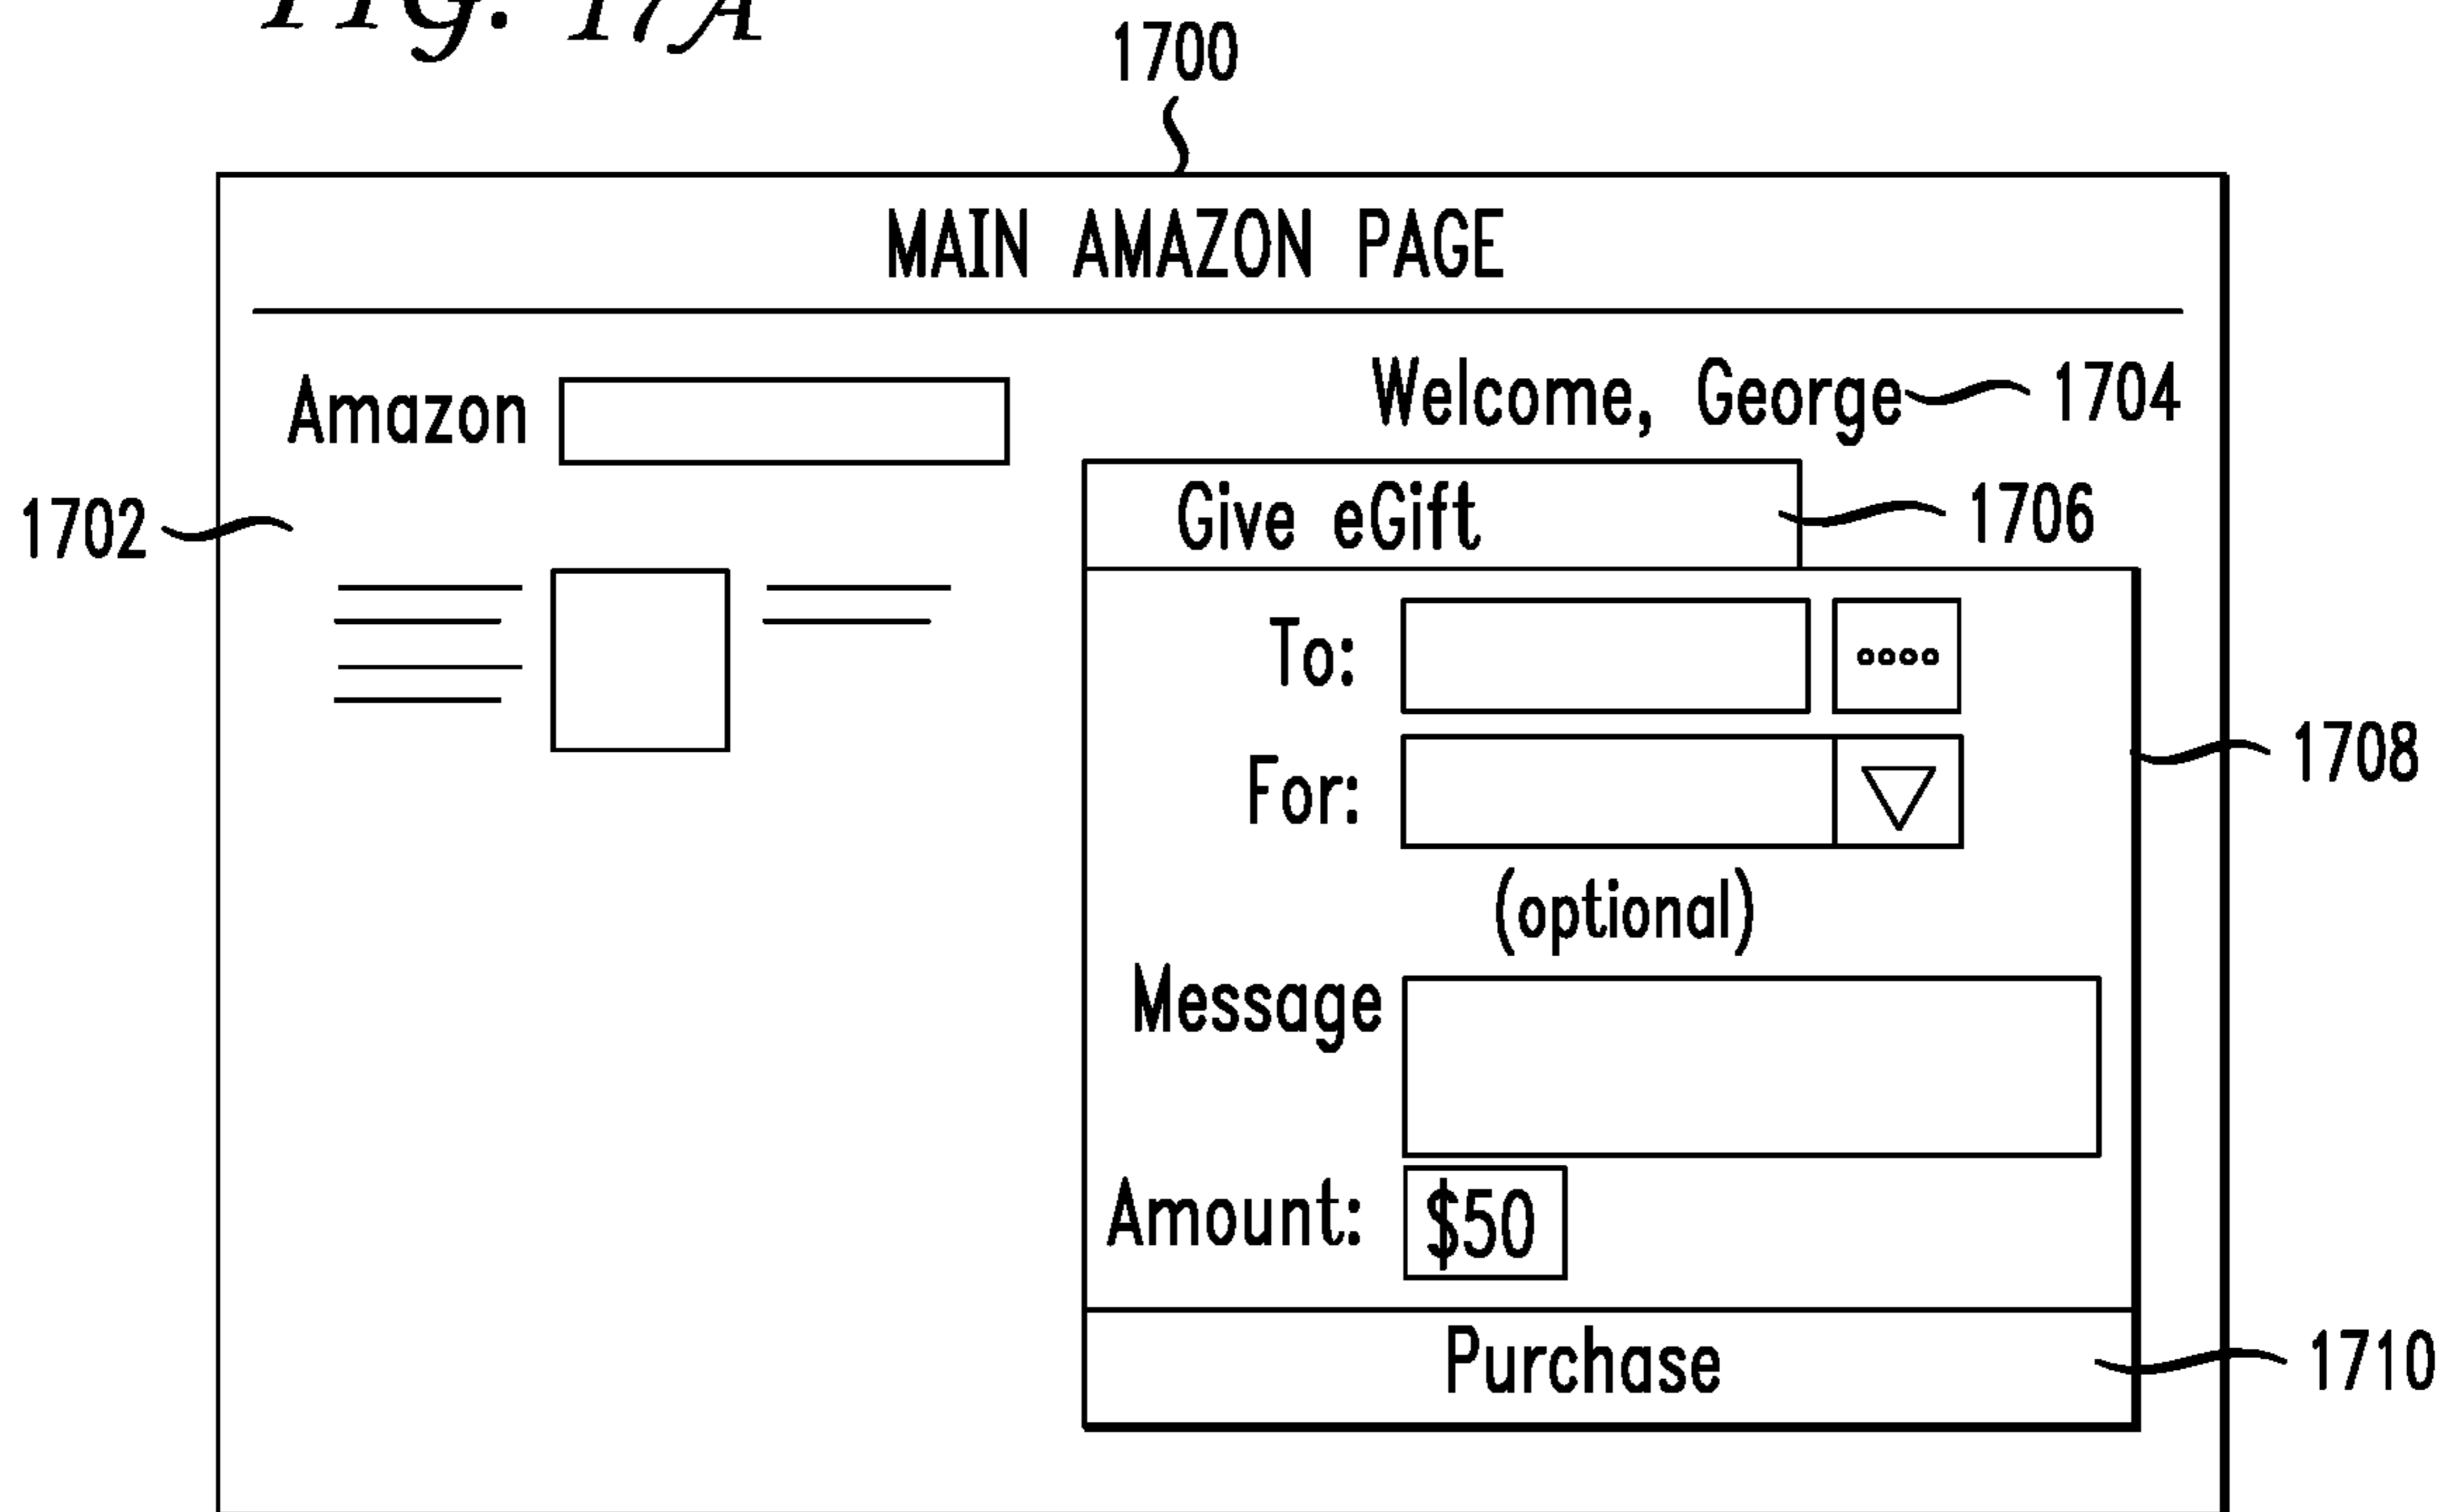 FIG. 17A
1700
MAIN AMAZON PAGE
Amazon
Welcome, George 1704
1702
Give eGift 1706
To:
For:
1708
(optional)
Message
Amount: $50
Purchase 1710